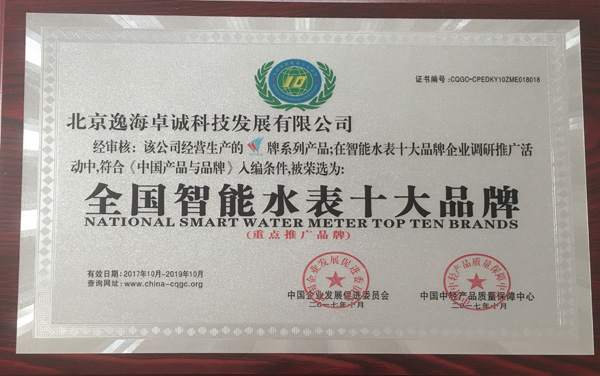 10
证书编号：CQGO-CPEDKY10ZME018018
北京逸海卓诚科技发展有限公司
经审核：该公司经营生产的 牌系列产品;在智能水表十大品牌企业调研推广活
动中,符合《中国产品与品牌》入编条件,被荣选为:
全国智能水表十大品牌
NATIONAL SMART WATER METER TOP TEN BRANDS
(重点推广品牌)
有效日期:2017年10月-2019年10月
查询网址:www.china-cqgc.org
中国企业发展促进委员会
二〇一七年十月
中国中轻产品质量保障中心
二〇一七年十月